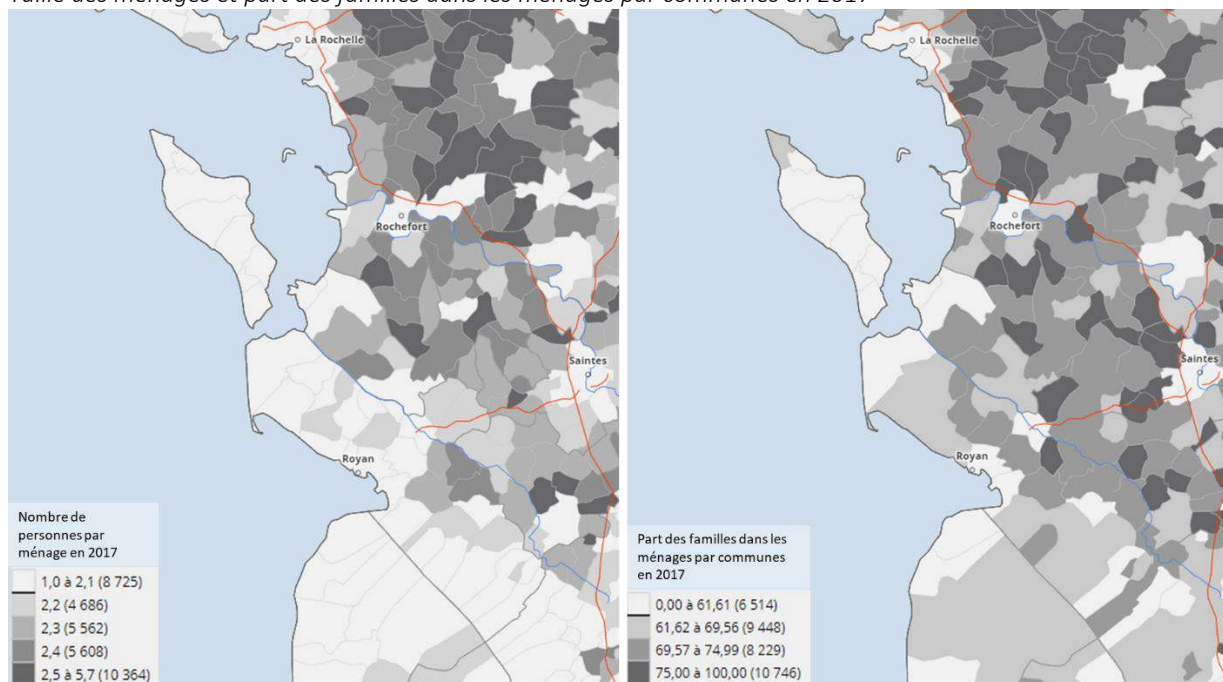 Taille des ménages et part des familles dans les ménages par communes en 2017
La Rochelle
Rochefort
Saintes
Royan
Nombre de
personnes par
ménage en 2017
1,0 à 2,1 (8 725)
2,2 (4 686)
2,3 (5 562)
2,4 (5 608)
2,5 à 5,7 (10 364)
La Rochelle
Rochefort
Saintes
Royan
Part des familles dans les
ménages par communes
en 2017
0,00 à 61,61 (6 514)
61,62 à 69,56 (9 448)
69,57 à 74,99 (8 229)
75,00 à 100,00 (10 746)